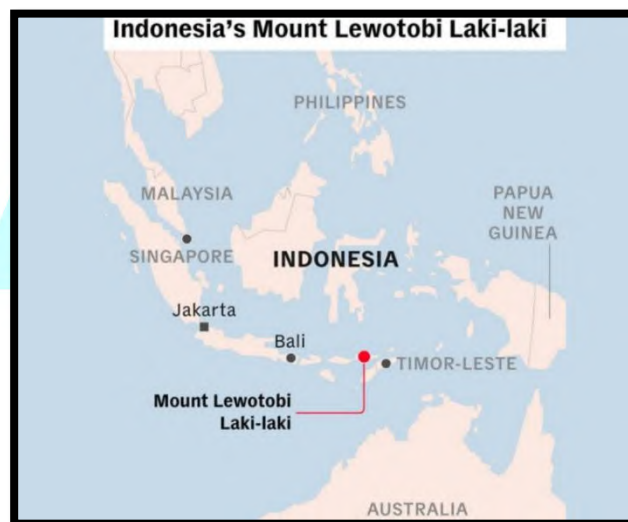 Indonesia's Mount Lewotobi Laki-laki
PHILIPPINES
MALAYSIA
PAPUA
NEW
GUINEA
SINGAPORE
INDONESIA
Jakarta
Bali
TIMOR-LESTE
Mount Lewotobi
Laki-laki
AUSTRALIA